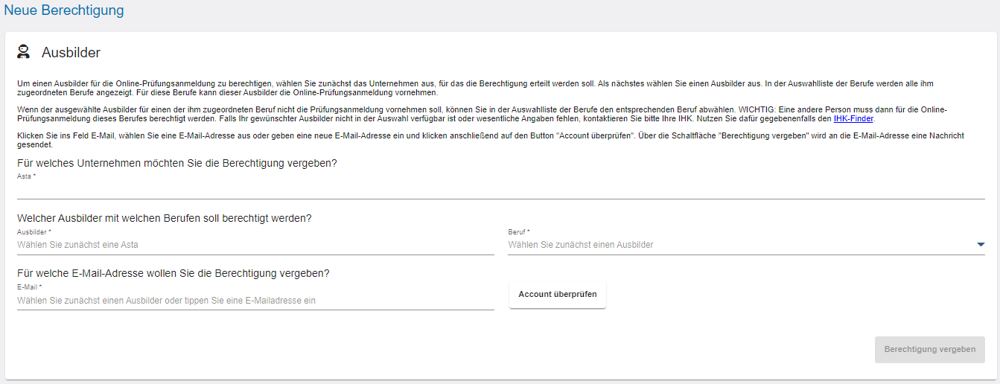 Neue Berechtigung
Ausbilder
Um einen Ausbilder für die Online-Prüfungsanmeldung zu berechtigen, wählen Sie zunächst das Unternehmen aus, für das die Berechtigung erteilt werden soll. Als nächstes wählen Sie einen Ausbilder aus. In der Auswahlliste der Berufe werden alle ihm
zugeordneten Berufe angezeigt. Für diese Berufe kann dieser Ausbilder die Online-Prüfungsanmeldung vornehmen.
Wenn der ausgewählte Ausbilder für einen der ihm zugeordneten Beruf nicht die Prüfungsanmeldung vornehmen soll, können Sie in der Auswahlliste der Berufe den entsprechenden Beruf abwählen. WICHTIG: Eine andere Person muss dann für die Online-
Prüfungsanmeldung dieses Berufes berechtigt werden. Falls Ihr gewünschter Ausbilder nicht in der Auswahl verfügbar ist oder wesentliche Angaben fehlen, kontaktieren Sie bitte Ihre IHK. Nutzen Sie dafür gegebenenfalls den IHK-Finder.
Klicken Sie ins Feld E-Mail, wählen Sie eine E-Mail-Adresse aus oder geben eine neue E-Mail-Adresse ein und klicken anschließend auf den Button "Account überprüfen". Über die Schaltfläche "Berechtigung vergeben" wird an die E-Mail-Adresse eine Nachricht
gesendet.
Für welches Unternehmen möchten Sie die Berechtigung vergeben?
Asta *
Welcher Ausbilder mit welchen Berufen soll berechtigt werden?
Ausbilder *
Wählen Sie zunächst eine Asta
Beruf *
Wählen Sie zunächst einen Ausbilder
Für welche E-Mail-Adresse wollen Sie die Berechtigung vergeben?
E-Mail *
Wählen Sie zunächst einen Ausbilder oder tippen Sie eine E-Mailadresse ein
Account überprüfen
Berechtigung vergeben